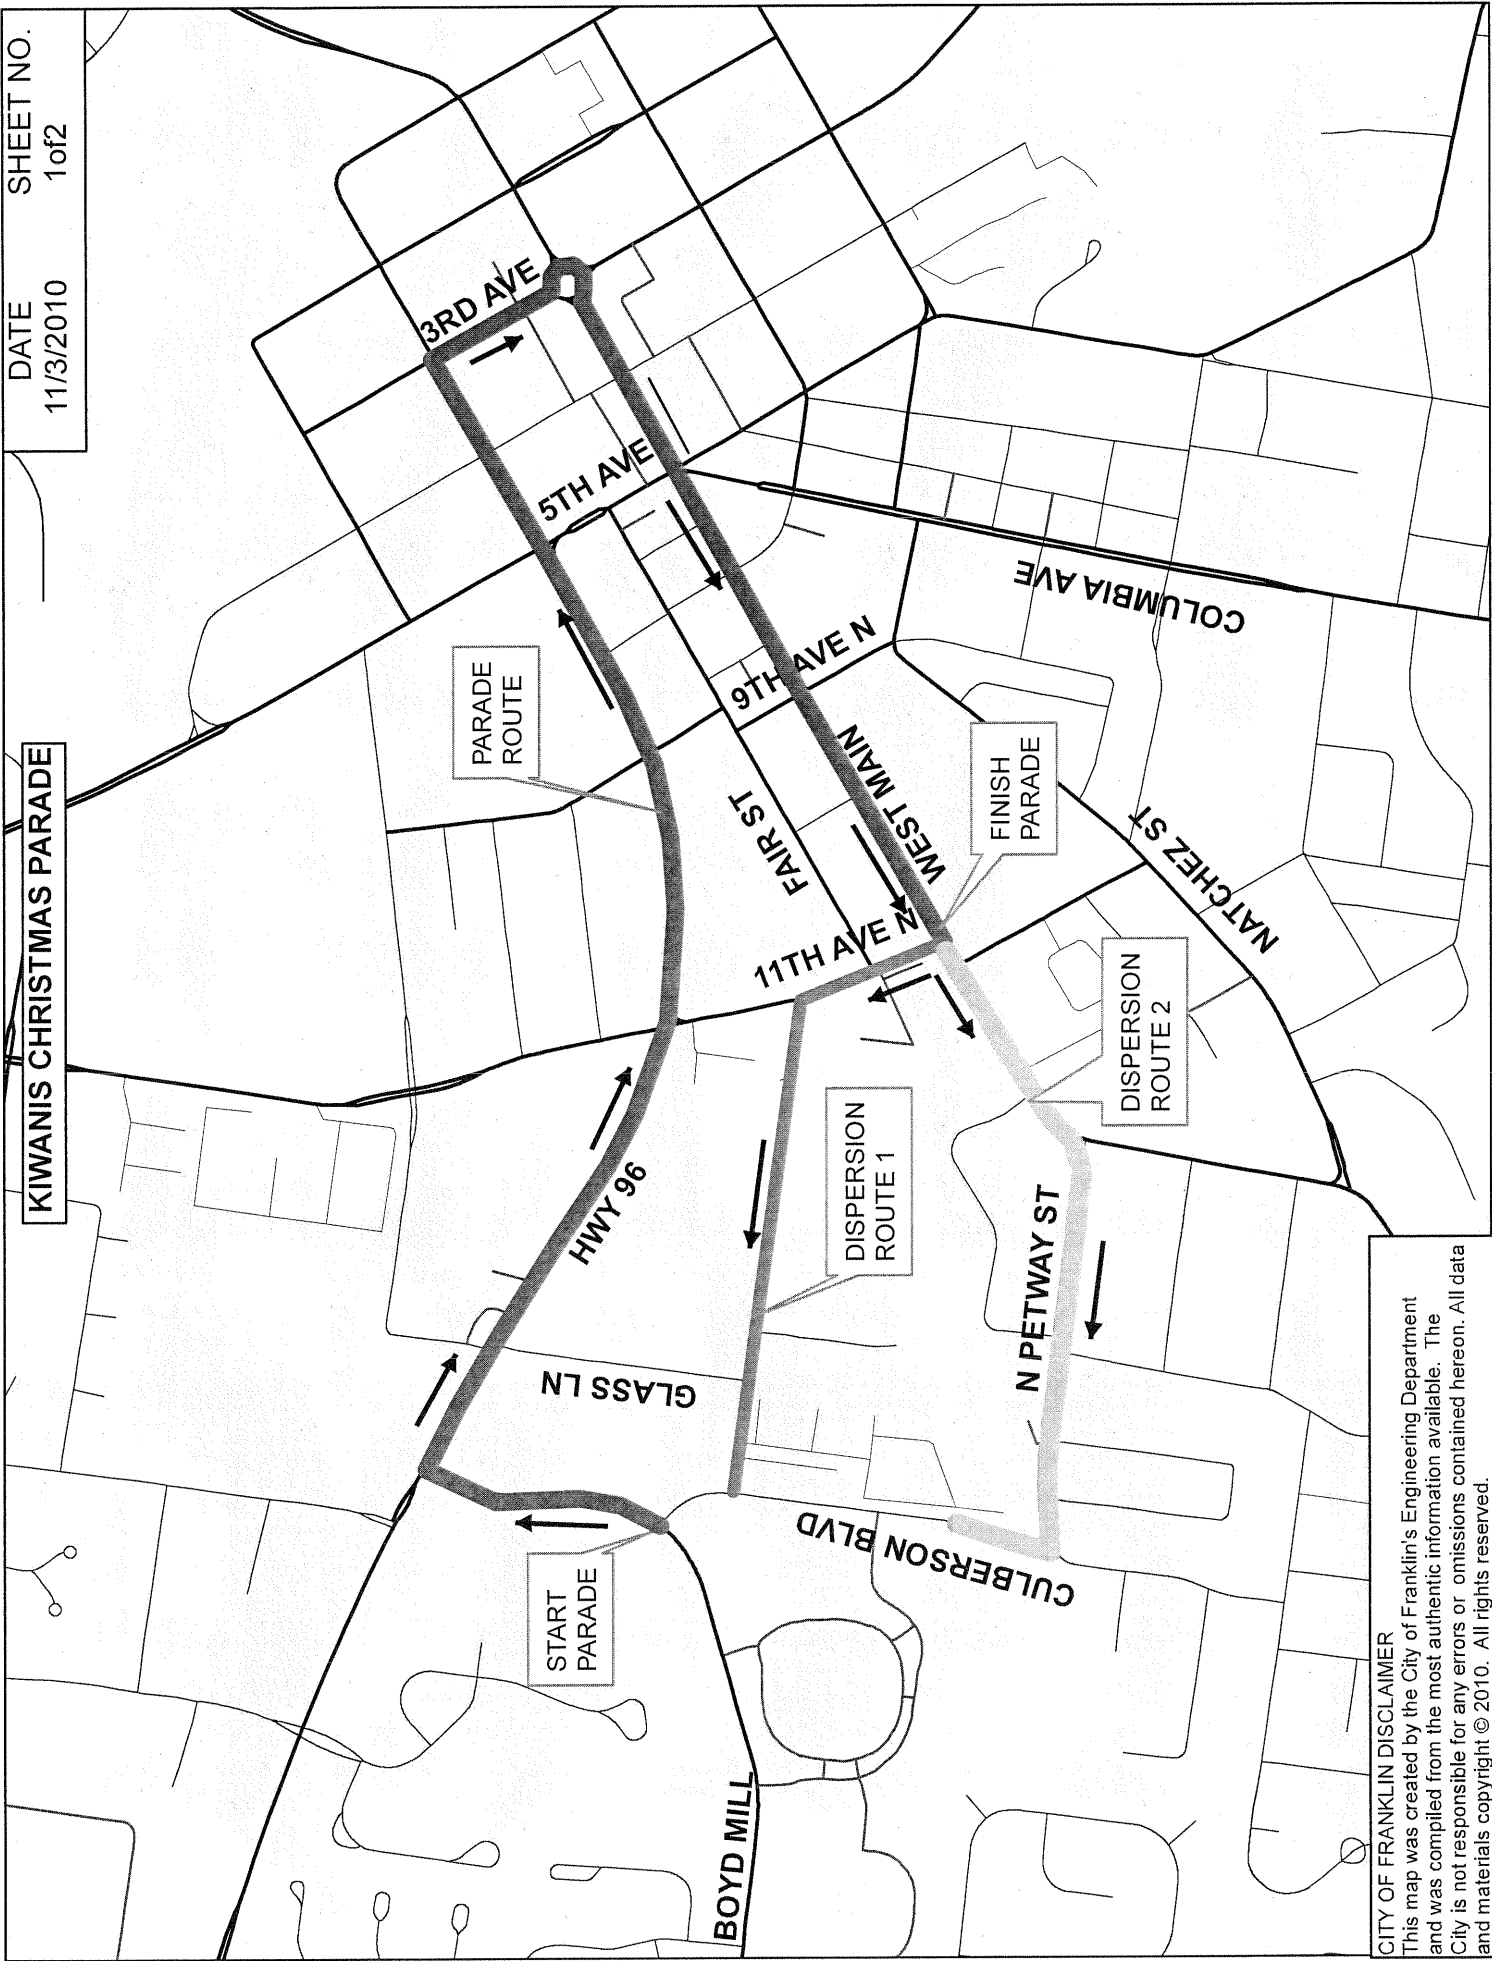 KIWANIS CHRISTMAS PARADE
DATE
11/3/2010
SHEET NO.
1of2
3RD AVE
5TH AVE
PARADE
ROUTE
9TH AVE N
COLUMBIA AVE
FAIR ST
WEST MAIN
FINISH
PARADE
NATCHEZ ST
11TH AVE N
HWY 96
DISPERSION
ROUTE 1
DISPERSION
ROUTE 2
GLASS LN
N PETWAY ST
START
PARADE
CULBERSON BLVD
BOYD MILL
CITY OF FRANKLIN DISCLAIMER
This map was created by the City of Franklin's Engineering Department
and was compiled from the most authentic information available. The
City is not responsible for any errors or omissions contained hereon. All data
and materials copyright © 2010. All rights reserved.